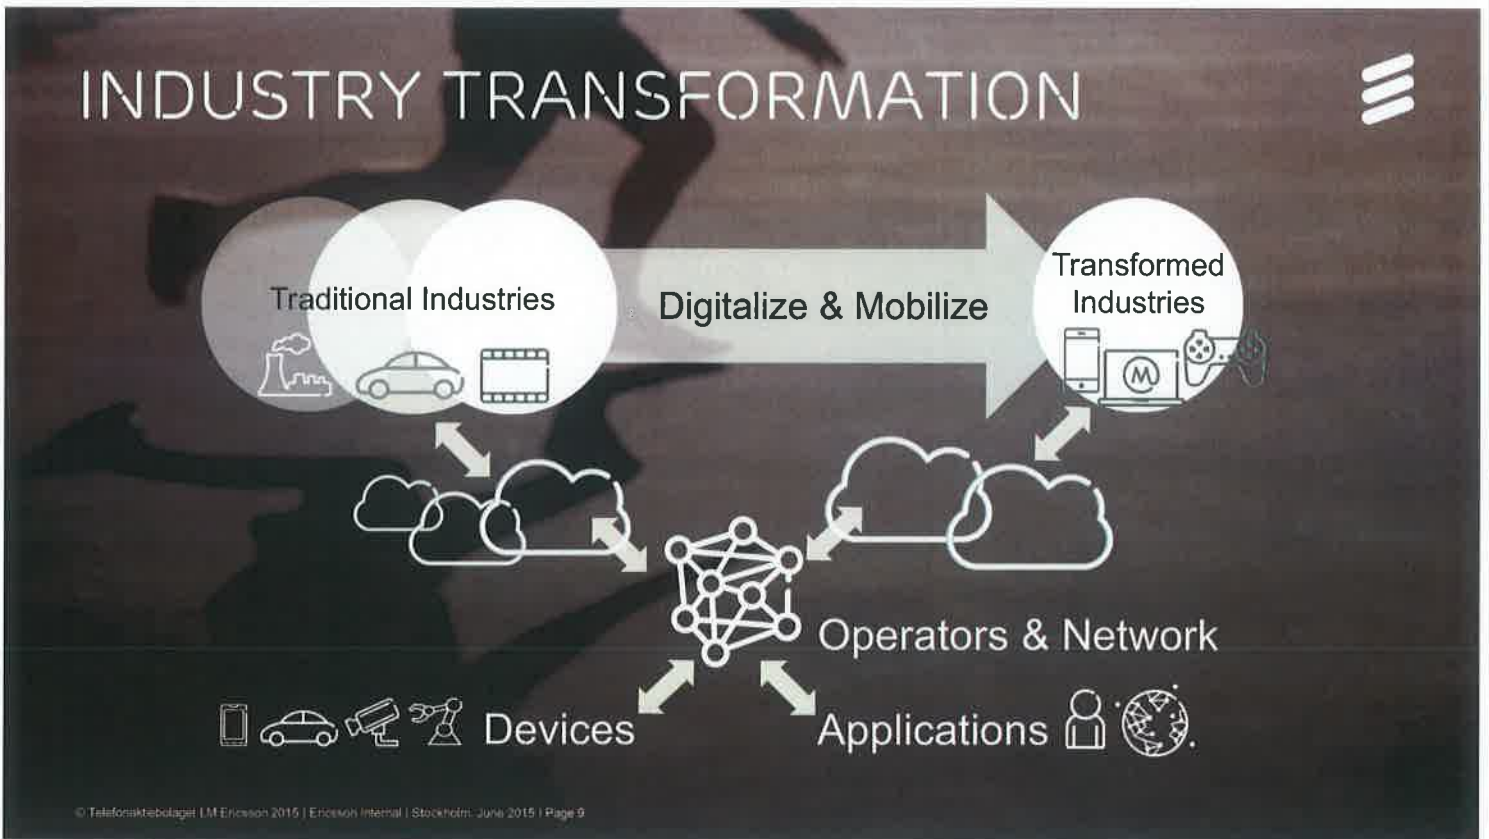 INDUSTRY TRANSFORMATION
Traditional Industries
Digitalize & Mobilize
Transformed
Industries
M
Operators & Network
Devices
Applications
© Telefonaktiebolaget LM Ericsson 2015 | Ericsson Internal | Stockholm, June 2015 | Page 9